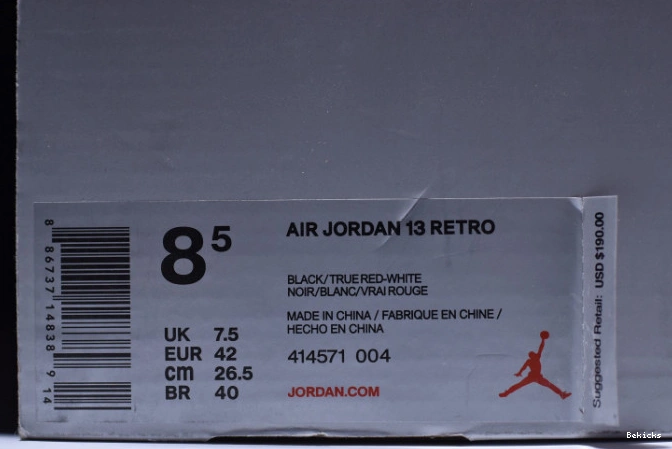 8 86737 14838 9 14
8 5
UK 7.5
EUR 42
cm 26.5
BR 40
AIR JORDAN 13 RETRO
BLACK/TRUE RED-WHITE
NOIR/BLANC/VRAI ROUGE
MADE IN CHINA / FABRIQUE EN CHINE /
HECHO EN CHINA
414571 004
JORDAN.COM
Suggested Retail: USD $190.00
Bekicks